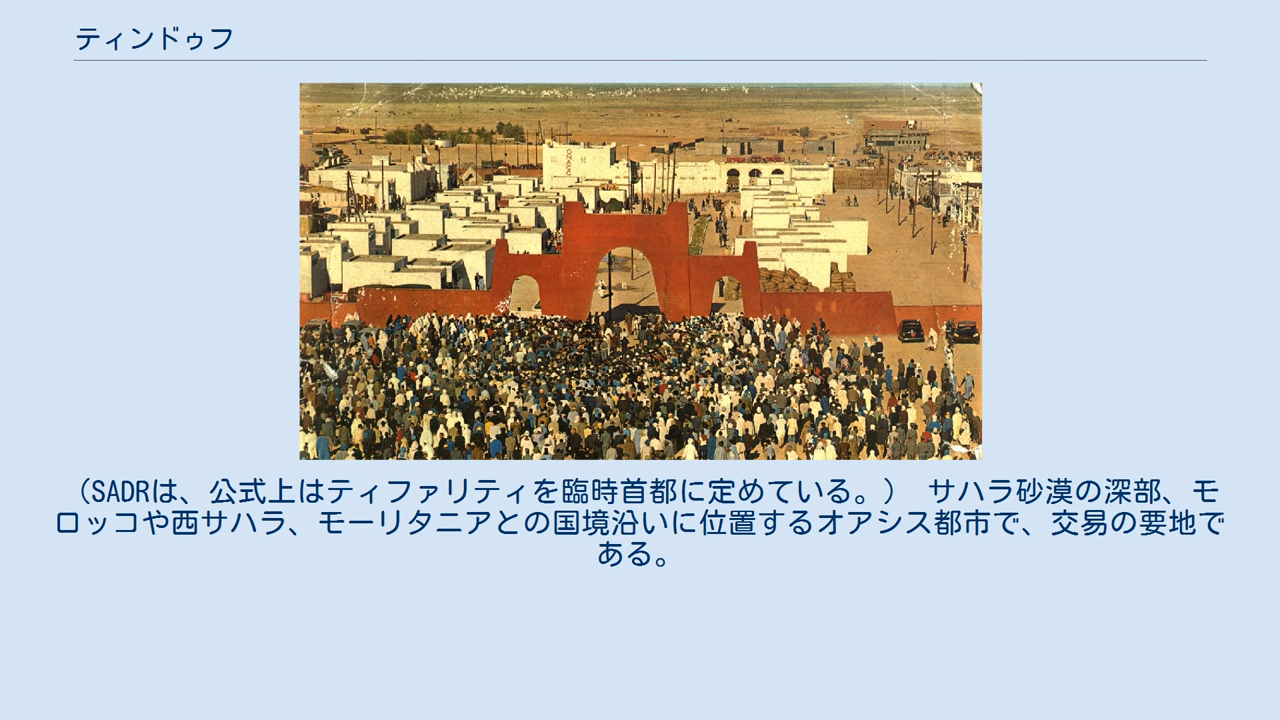 ティンドゥフ
（SADRは、公式上はティファリティを臨時首都に定めている。） サハラ砂漠の深部、モ
ロッコや西サハラ、モーリタニアとの国境沿いに位置するオアシス都市で、交易の要地で
ある。